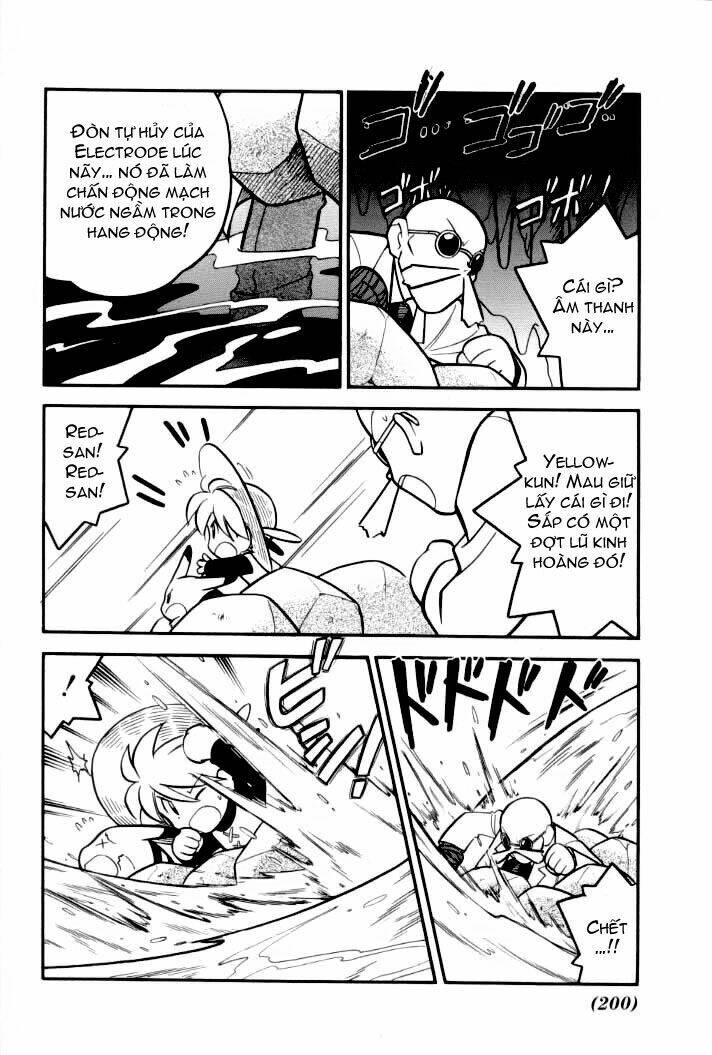 ゴ…ゴゴゴ…
ゴボ!
ゴボ!
CÁI GÌ?
ÂM THANH
NÀY...
ĐÒN TỰ HỦY CỦA
ELECTRODE LÚC
NÃY... NÓ ĐÃ LÀM
CHẤN ĐỘNG MẠCH
NƯỚC NGẦM TRONG
HANG ĐỘNG!
YELLOW-
KUN! MAU GIỮ
LẤY CÁI GÌ ĐI!
SẮP CÓ MỘT
ĐỢT LŨ KINH
HOÀNG ĐÓ!
RED-
SAN!
RED-
SAN!
ドドドド
CHẾT
...!!
!
(200)